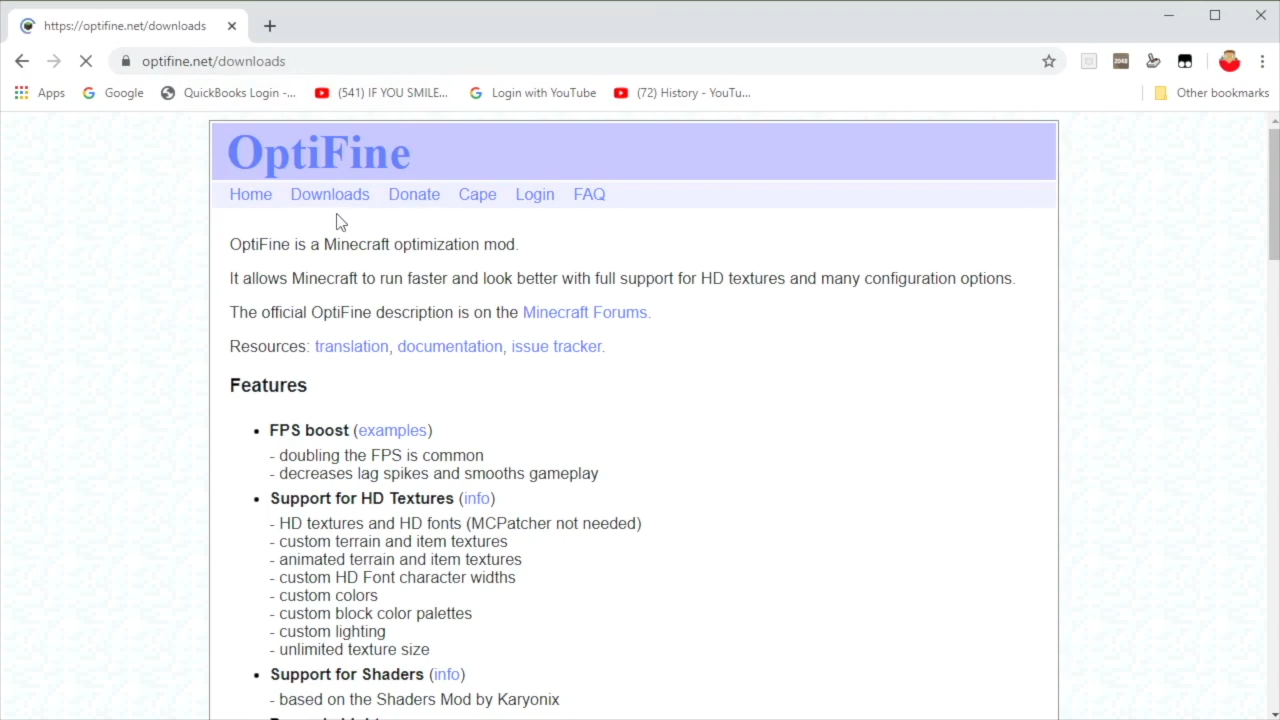 https://optifine.net/downloads
optifine.net/downloads
2048
Apps Google QuickBooks Login -... (541) IF YOU SMILE... Login with YouTube (72) History - YouTu... Other bookmarks
OptiFine
Home Downloads Donate Cape Login FAQ
OptiFine is a Minecraft optimization mod.
It allows Minecraft to run faster and look better with full support for HD textures and many configuration options.
The official OptiFine description is on the Minecraft Forums.
Resources: translation, documentation, issue tracker.
Features
• FPS boost (examples)
- doubling the FPS is common
- decreases lag spikes and smooths gameplay
• Support for HD Textures (info)
- HD textures and HD fonts (MCPatcher not needed)
- custom terrain and item textures
- animated terrain and item textures
- custom HD Font character widths
- custom colors
- custom block color palettes
- custom lighting
- unlimited texture size
• Support for Shaders (info)
- based on the Shaders Mod by Karyonix